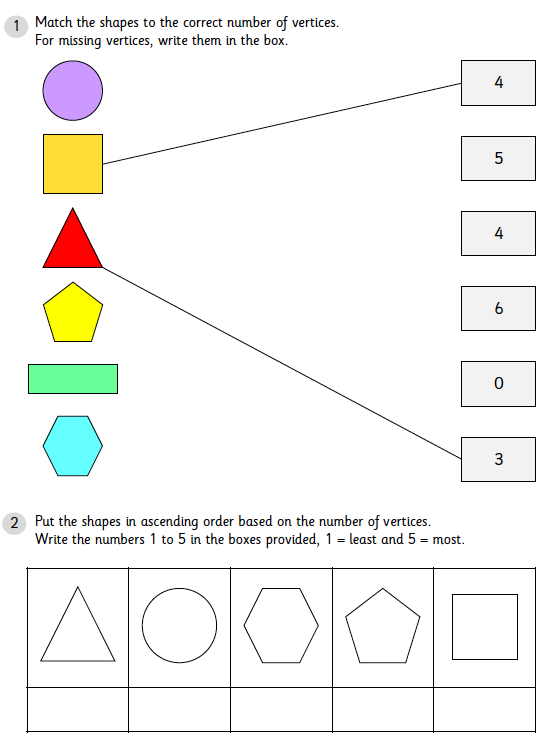 1 Match the shapes to the correct number of vertices.
For missing vertices, write them in the box.
4
5
4
6
0
3
2 Put the shapes in ascending order based on the number of vertices.
Write the numbers 1 to 5 in the boxes provided, 1 = least and 5 = most.